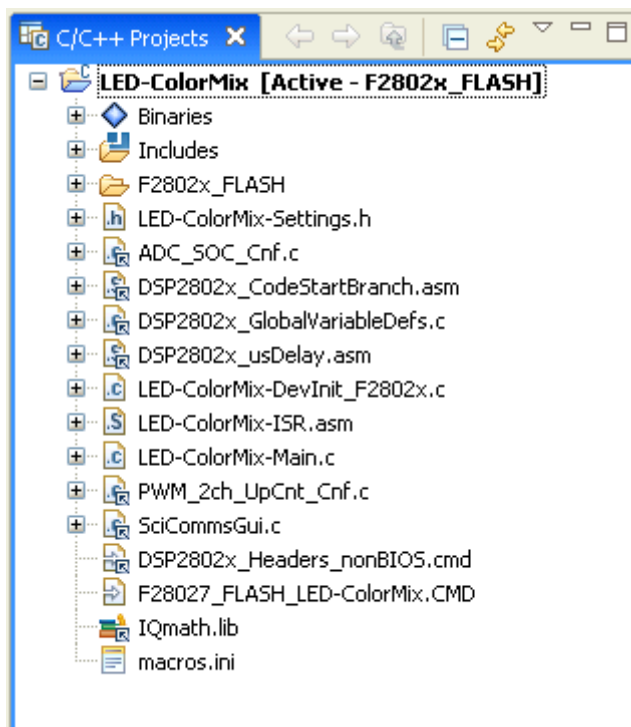 C/C++ Projects
LED-ColorMix [Active - F2802x_FLASH]
Binaries
Includes
F2802x_FLASH
LED-ColorMix-Settings.h
ADC_SOC_Cnf.c
DSP2802x_CodeStartBranch.asm
DSP2802x_GlobalVariableDefs.c
DSP2802x_usDelay.asm
LED-ColorMix-DevInit_F2802x.c
LED-ColorMix-ISR.asm
LED-ColorMix-Main.c
PWM_2ch_UpCnt_Cnf.c
SciCommsGui.c
DSP2802x_Headers_nonBIOS.cmd
F28027_FLASH_LED-ColorMix.CMD
IQmath.lib
macros.ini